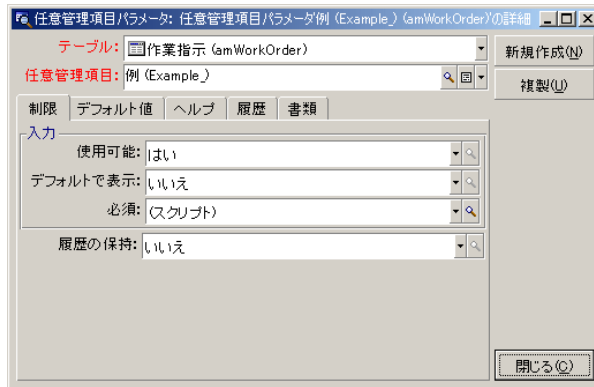 任意管理項目パラメータ: 任意管理項目パラメータ例 (Example_) (amWorkOrder)'の詳細
テーブル: 作業指示 (amWorkOrder)
新規作成(N)
任意管理項目: 例 (Example_)
複製(U)
制限 デフォルト値 ヘルプ 履歴 書類
入力
使用可能: はい
デフォルトで表示: いいえ
必須: (スクリプト)
履歴の保持: いいえ
閉じる(C)